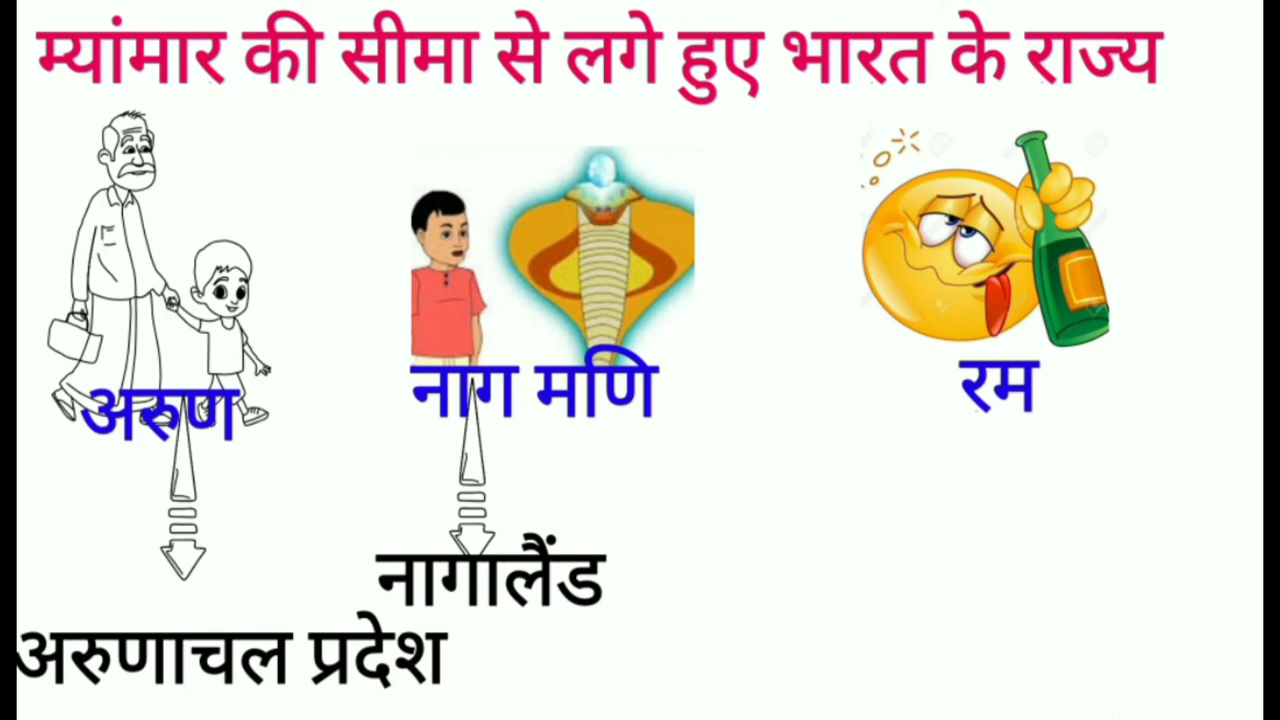 म्यांमार की सीमा से लगे हुए भारत के राज्य
अरुण
नाग मणि
रम
नागालैंड
अरुणाचल प्रदेश